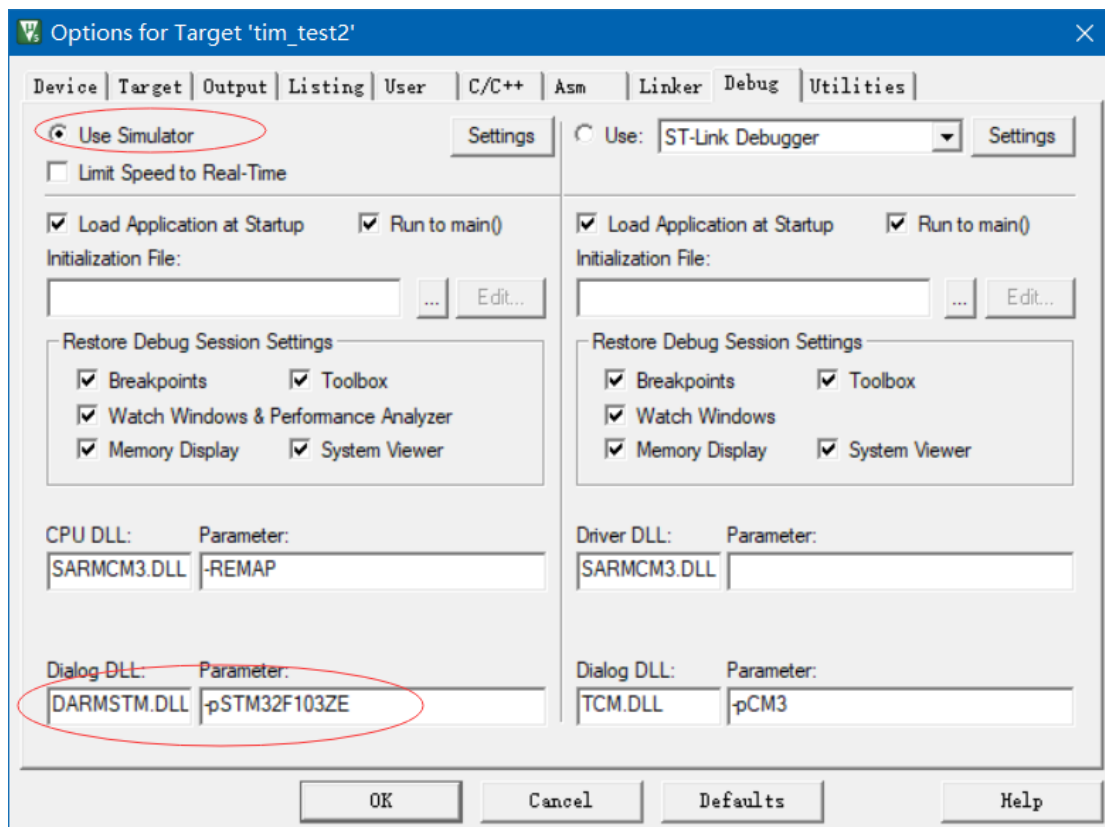 Options for Target 'tim_test2'
Device Target Output Listing User C/C++ Asm Linker Debug Utilities
Use Simulator Settings Use: ST-Link Debugger Settings
Limit Speed to Real-Time
Load Application at Startup Run to main() Load Application at Startup Run to main()
Initialization File: Initialization File:
... Edit... ... Edit...
Restore Debug Session Settings Restore Debug Session Settings
Breakpoints Toolbox Breakpoints Toolbox
Watch Windows & Performance Analyzer Watch Windows
Memory Display System Viewer Memory Display System Viewer
CPU DLL: Parameter: Driver DLL: Parameter:
SARMCM3.DLL -REMAP SARMCM3.DLL
Dialog DLL: Parameter: Dialog DLL: Parameter:
DARMSTM.DLL -pSTM32F103ZE TCM.DLL -pCM3
OK Cancel Defaults Help